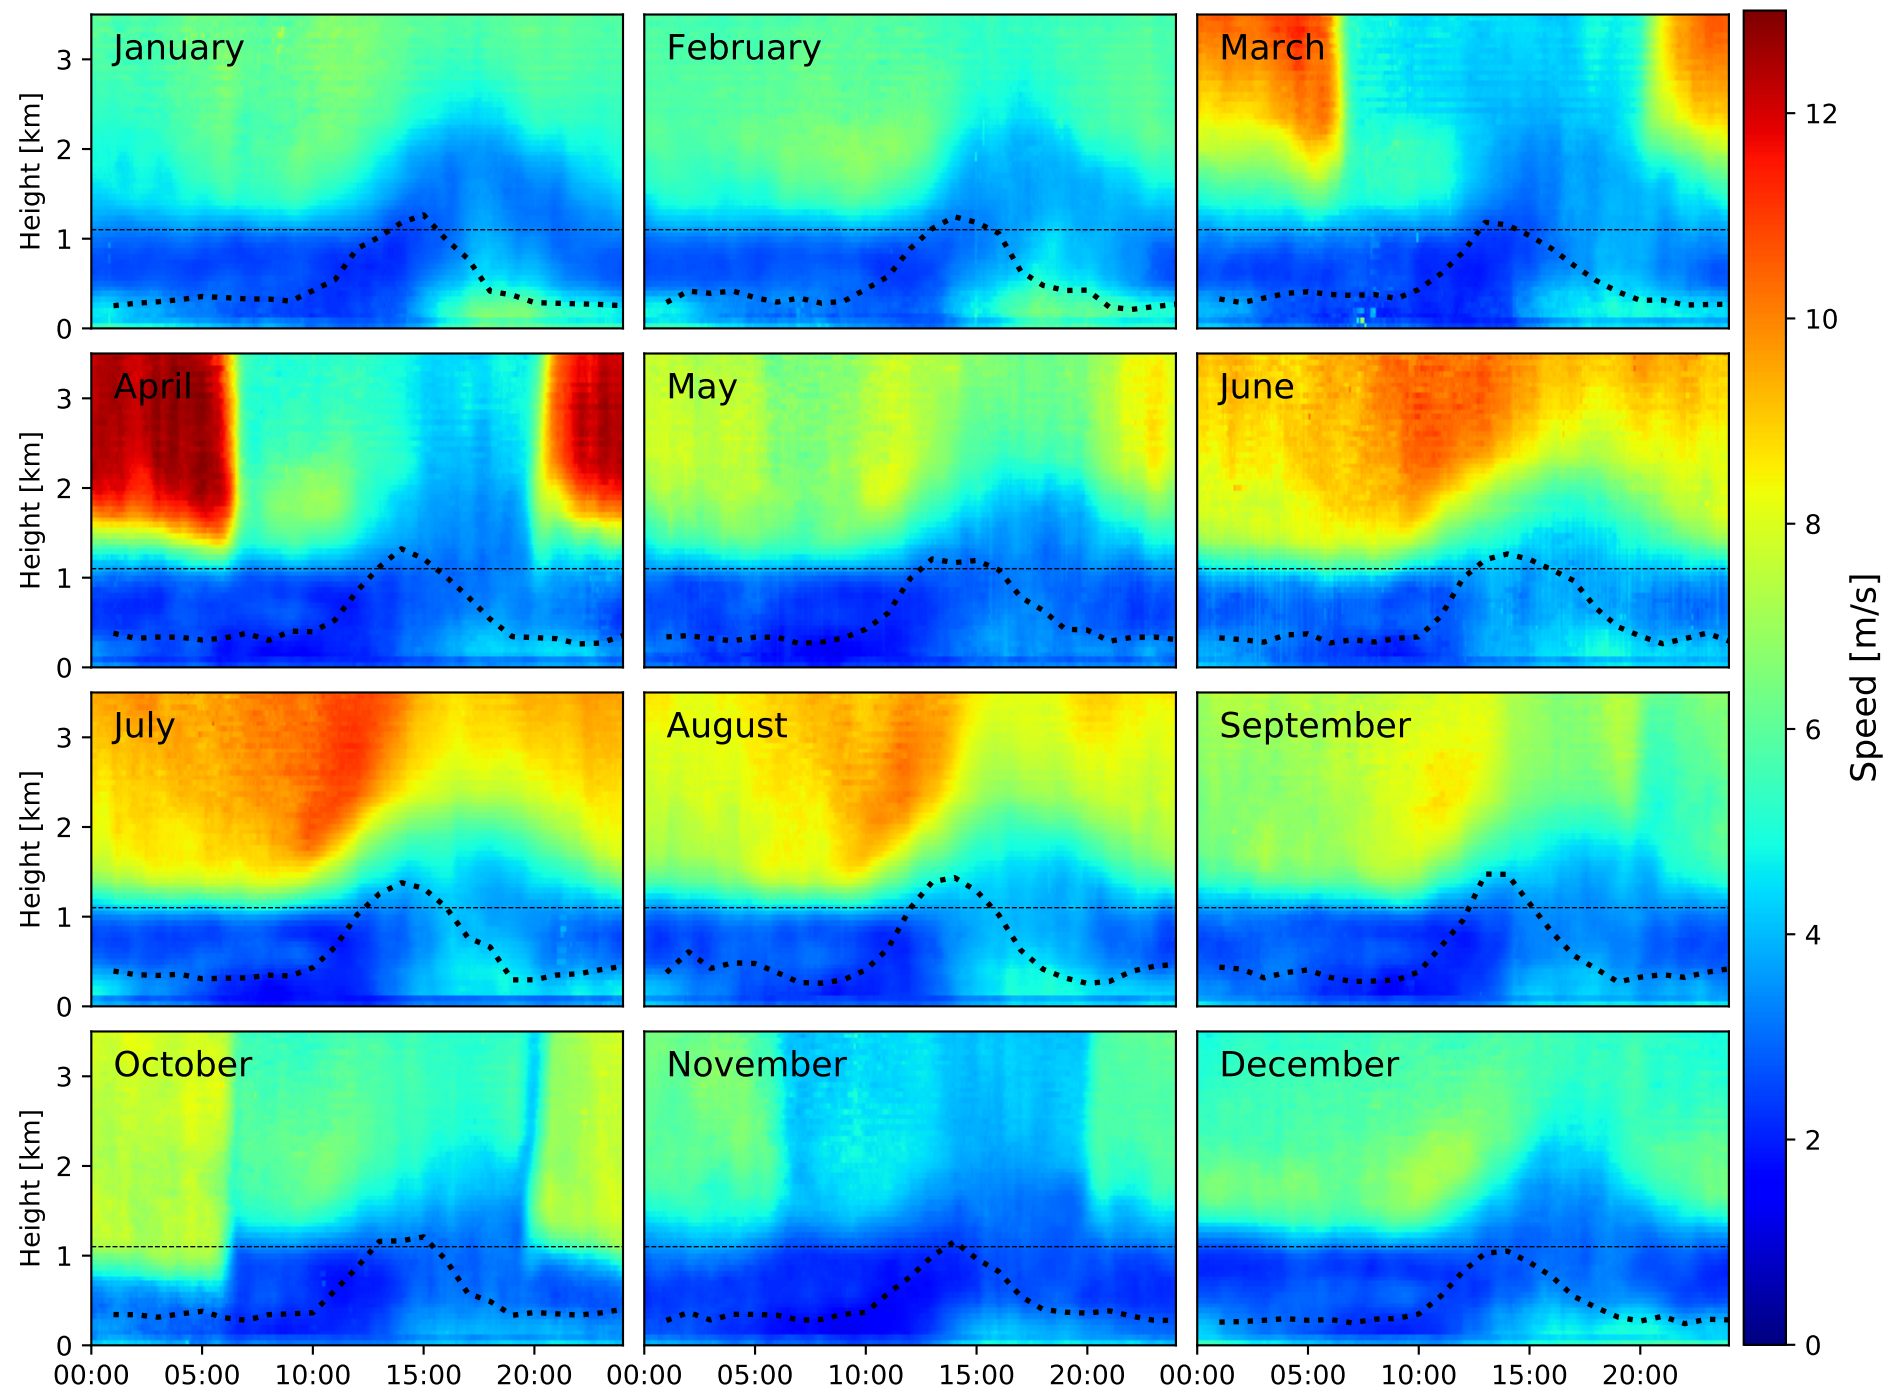 January
February
March
3
2
1
0
Height [km]
12
10
8
6
4
2
0
Speed [m/s]
April
May
June
3
2
1
0
Height [km]
July
August
September
3
2
1
0
Height [km]
October
November
December
3
2
1
0
Height [km]
00:00 05:00 10:00 15:00 20:00 00:00 05:00 10:00 15:00 20:00 00:00 05:00 10:00 15:00 20:00